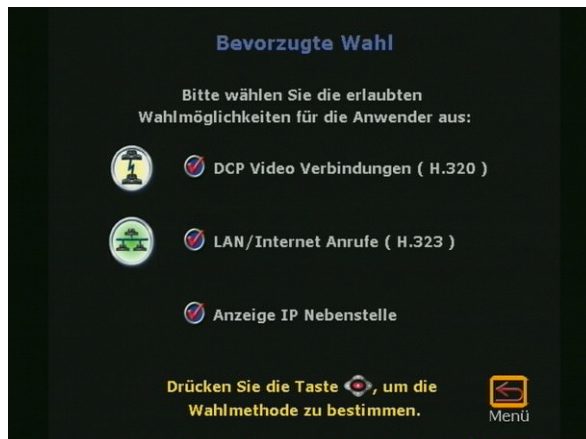 Bevorzugte Wahl
Bitte wählen Sie die erlaubten
Wahlmöglichkeiten für die Anwender aus:
DCP Video Verbindungen ( H.320 )
LAN/Internet Anrufe ( H.323 )
Anzeige IP Nebenstelle
Drücken Sie die Taste , um die
Wahlmethode zu bestimmen.
Menü